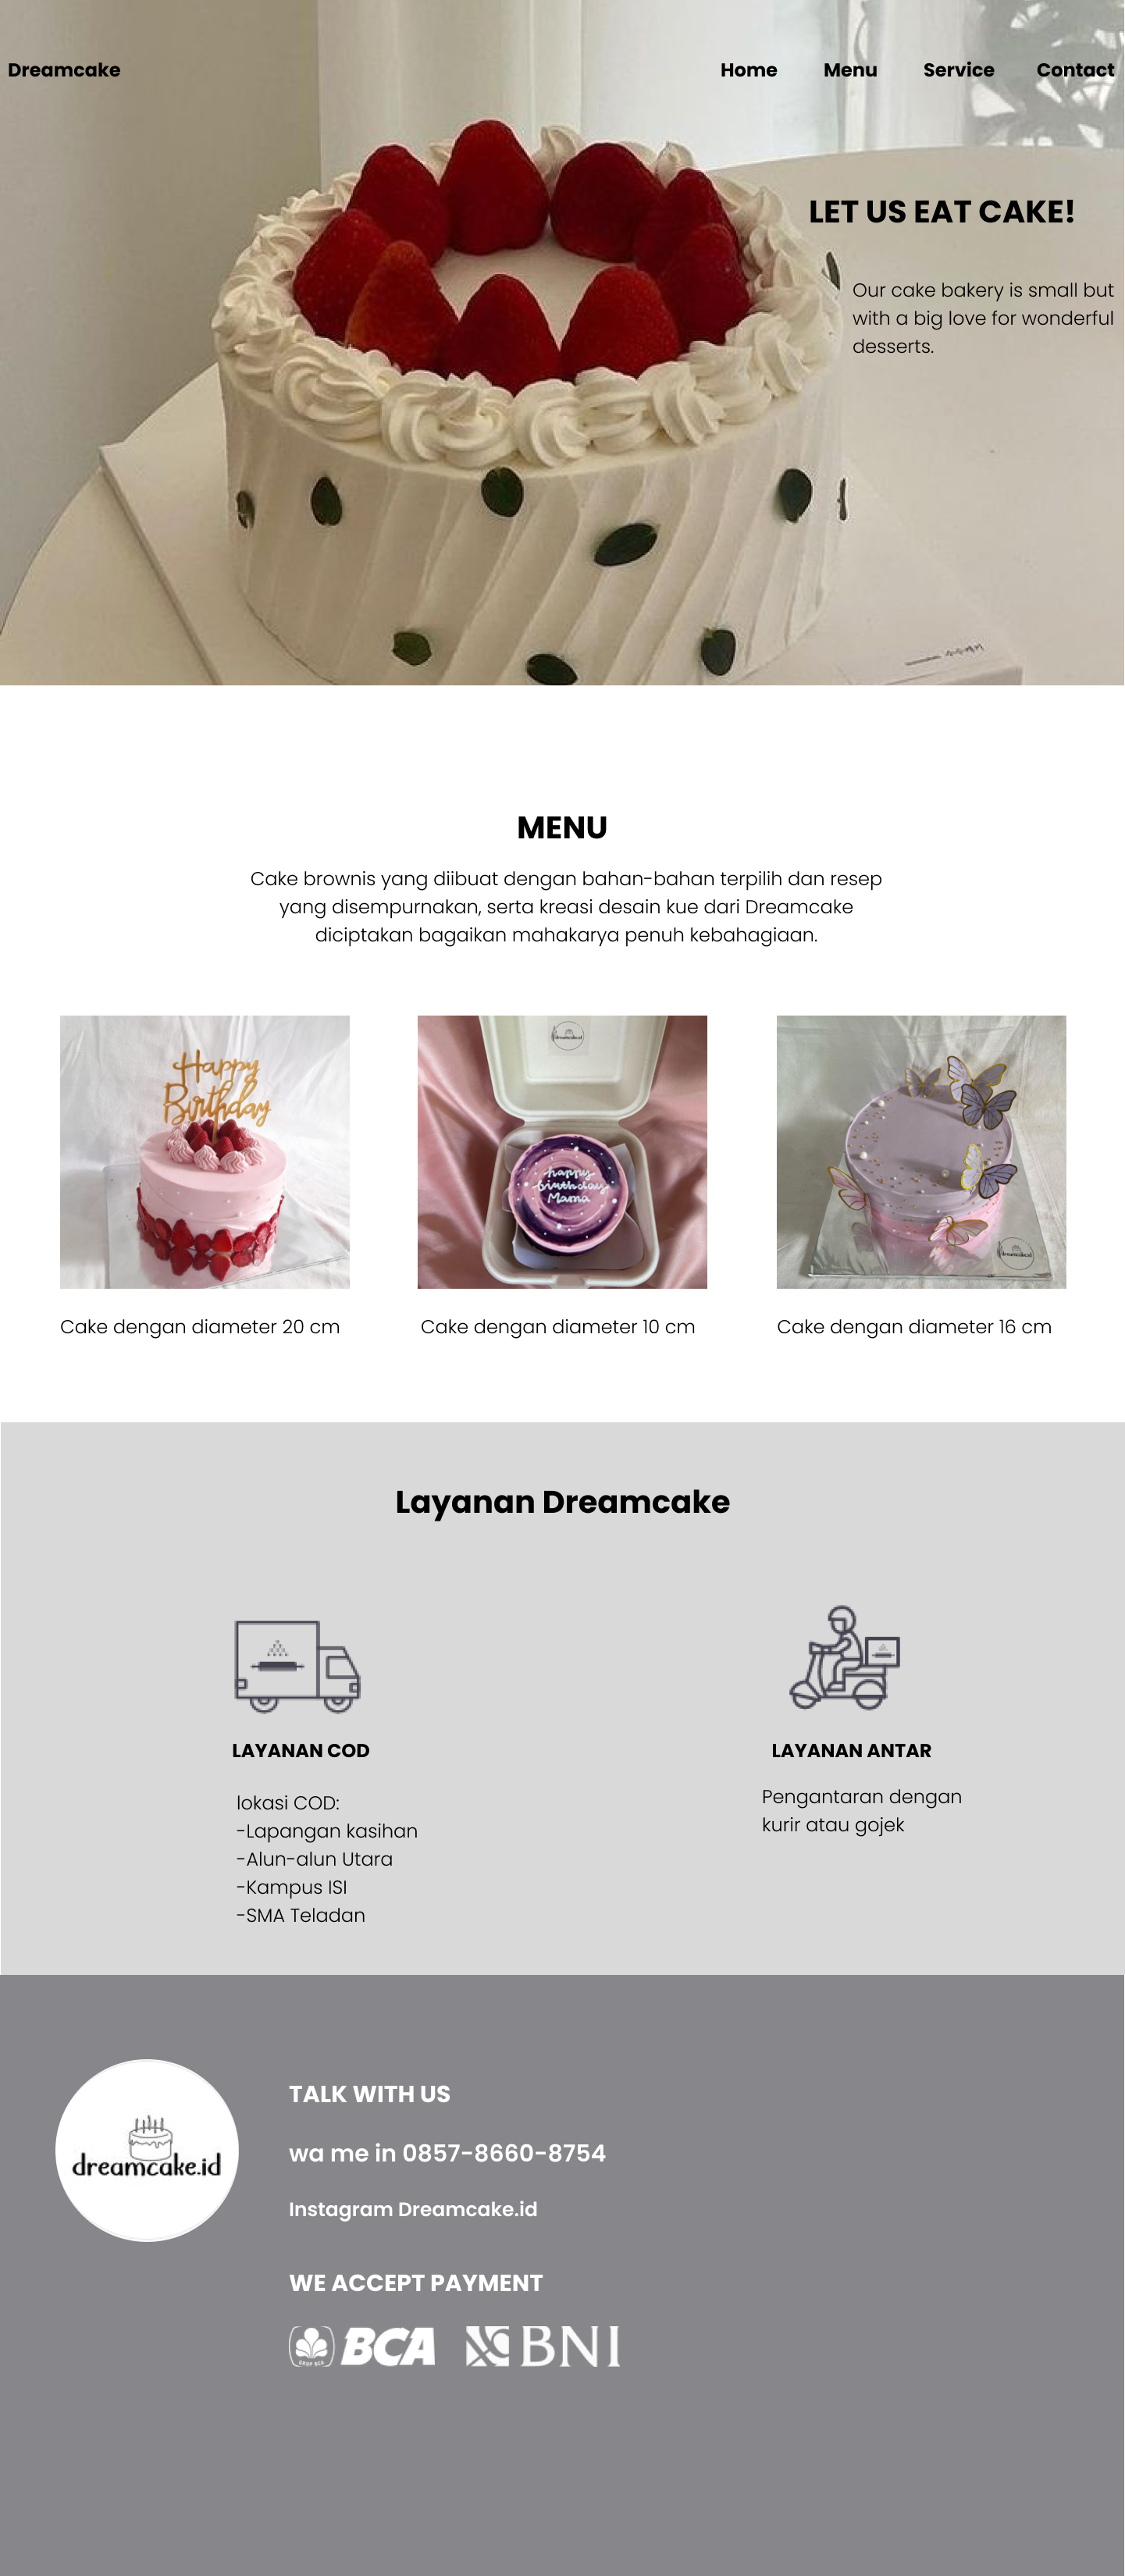 Dreamcake
Home Menu Service Contact
LET US EAT CAKE!
Our cake bakery is small but
with a big love for wonderful
desserts.
MENU
Cake brownis yang diibuat dengan bahan-bahan terpilih dan resep
yang disempurnakan, serta kreasi desain kue dari Dreamcake
diciptakan bagaikan mahakarya penuh kebahagiaan.
Happy
Birthday
dreamcake.id
happy
birthday
Mama
dreamcake.id
Cake dengan diameter 20 cm
Cake dengan diameter 10 cm
Cake dengan diameter 16 cm
Layanan Dreamcake
LAYANAN COD
lokasi COD:
-Lapangan kasihan
-Alun-alun Utara
-Kampus ISI
-SMA Teladan
LAYANAN ANTAR
Pengantaran dengan
kurir atau gojek
dreamcake.id
TALK WITH US
wa me in 0857-8660-8754
Instagram Dreamcake.id
WE ACCEPT PAYMENT
BCA
BNI